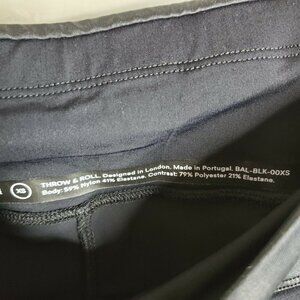 XS
THROW & ROLL. Designed in London. Made in Portugal. BAL-BLK-00XS
Body: 59% Nylon 41% Elastane. Contrast: 79% Polyester 21% Elastane.